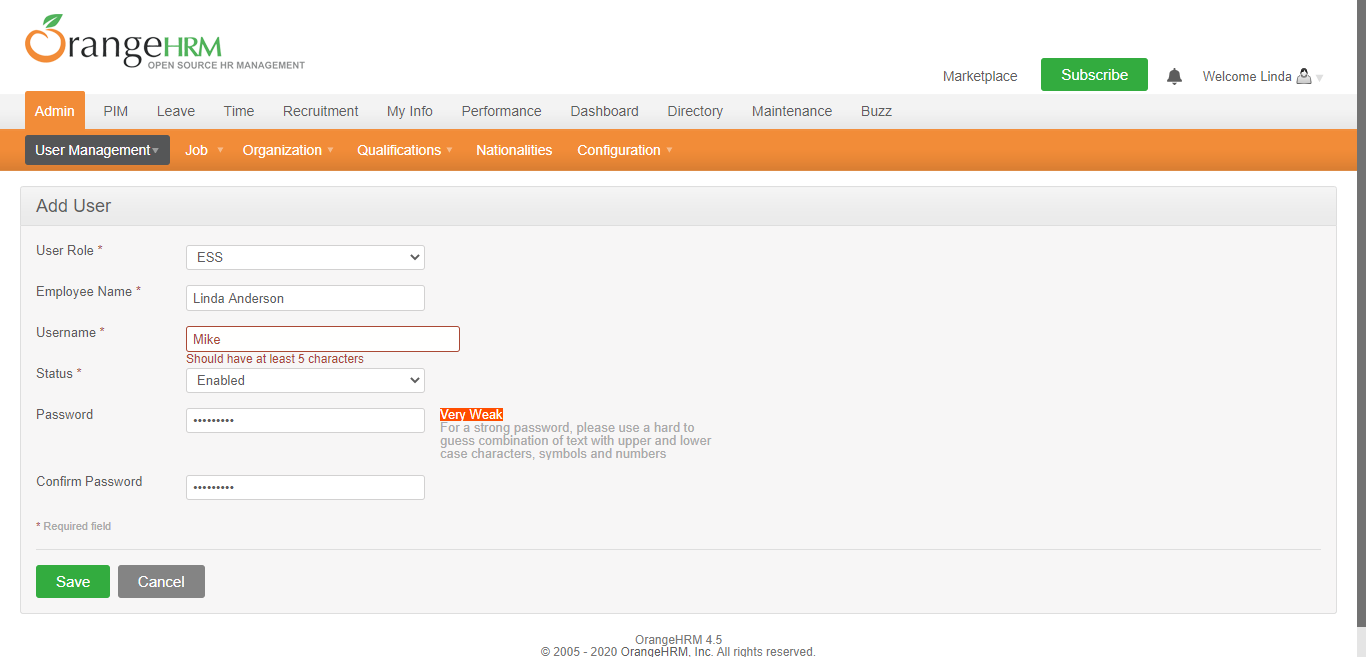 OrangeHRM
OPEN SOURCE HR MANAGEMENT
Marketplace Subscribe Welcome Linda
Admin PIM Leave Time Recruitment My Info Performance Dashboard Directory Maintenance Buzz
User Management Job Organization Qualifications Nationalities Configuration
Add User
User Role * ESS
Employee Name * Linda Anderson
Username * Mike
Should have at least 5 characters
Status * Enabled
Password ••••••••• Very Weak
For a strong password, please use a hard to
guess combination of text with upper and lower
case characters, symbols and numbers
Confirm Password •••••••••
* Required field
Save Cancel
OrangeHRM 4.5
© 2005 - 2020 OrangeHRM, Inc. All rights reserved.